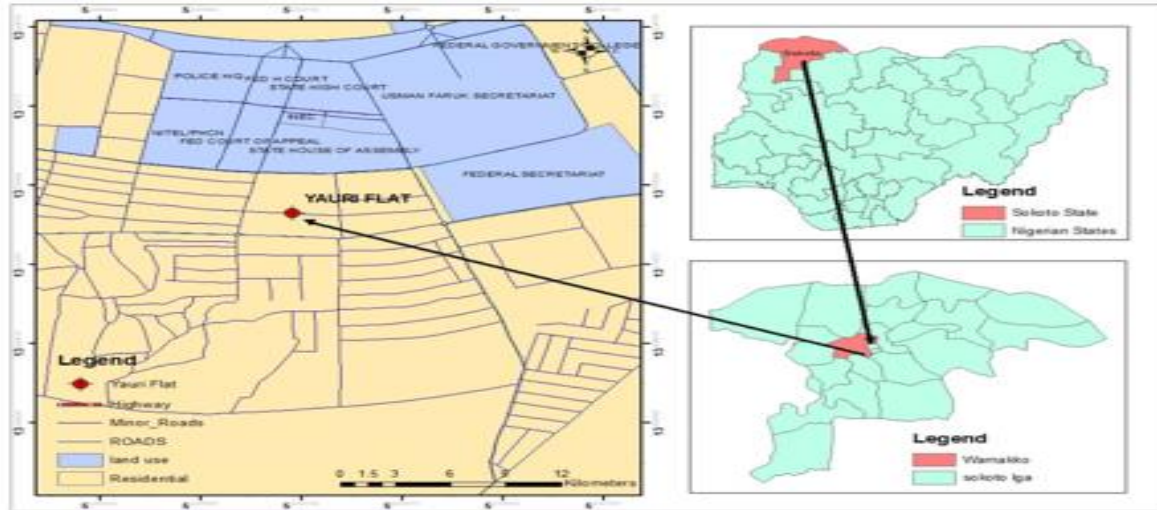 FEDERAL GOVERNMENT COLLEGE
POLICE HQ
FED H COURT
STATE HIGH COURT
USMAN FARUK SECRETARIAT
INEC
NITEL/PHCN
FED COURT OF APPEAL
STATE HOUSE OF ASSEMBLY
FEDERAL SECRETARIAT
YAURI FLAT
Legend
Yauri Flat
Highway
Minor_Roads
ROADS
land use
Residential
0 1.5 3 6 9 12
Kilometers
Sokoto
Legend
Sokoto State
Nigerian States
Legend
Wamakko
sokoto lga